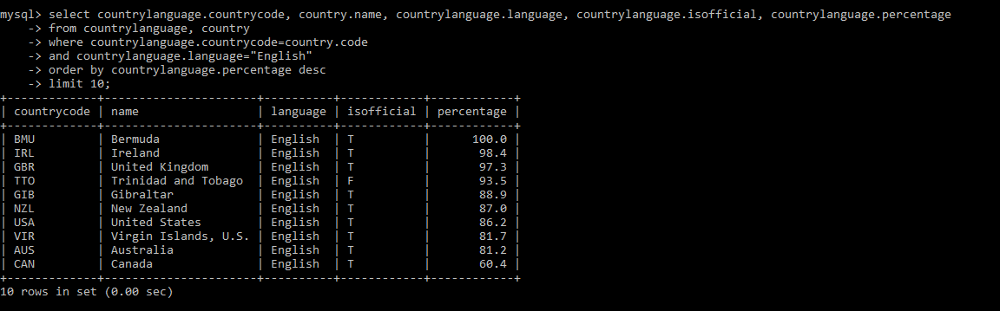 mysql> select countrylanguage.countrycode, country.name, countrylanguage.language, countrylanguage.isofficial, countrylanguage.percentage
    -> from countrylanguage, country
    -> where countrylanguage.countrycode=country.code
    -> and countrylanguage.language="English"
    -> order by countrylanguage.percentage desc
    -> limit 10;
+-------------+----------------------+----------+------------+------------+
| countrycode | name                 | language | isofficial | percentage |
+-------------+----------------------+----------+------------+------------+
| BMU         | Bermuda              | English  | T          |      100.0 |
| IRL         | Ireland              | English  | T          |       98.4 |
| GBR         | United Kingdom       | English  | T          |       97.3 |
| TTO         | Trinidad and Tobago  | English  | F          |       93.5 |
| GIB         | Gibraltar            | English  | T          |       88.9 |
| NZL         | New Zealand          | English  | T          |       87.0 |
| USA         | United States        | English  | T          |       86.2 |
| VIR         | Virgin Islands, U.S. | English  | T          |       81.7 |
| AUS         | Australia            | English  | T          |       81.2 |
| CAN         | Canada               | English  | T          |       60.4 |
+-------------+----------------------+----------+------------+------------+
10 rows in set (0.00 sec)